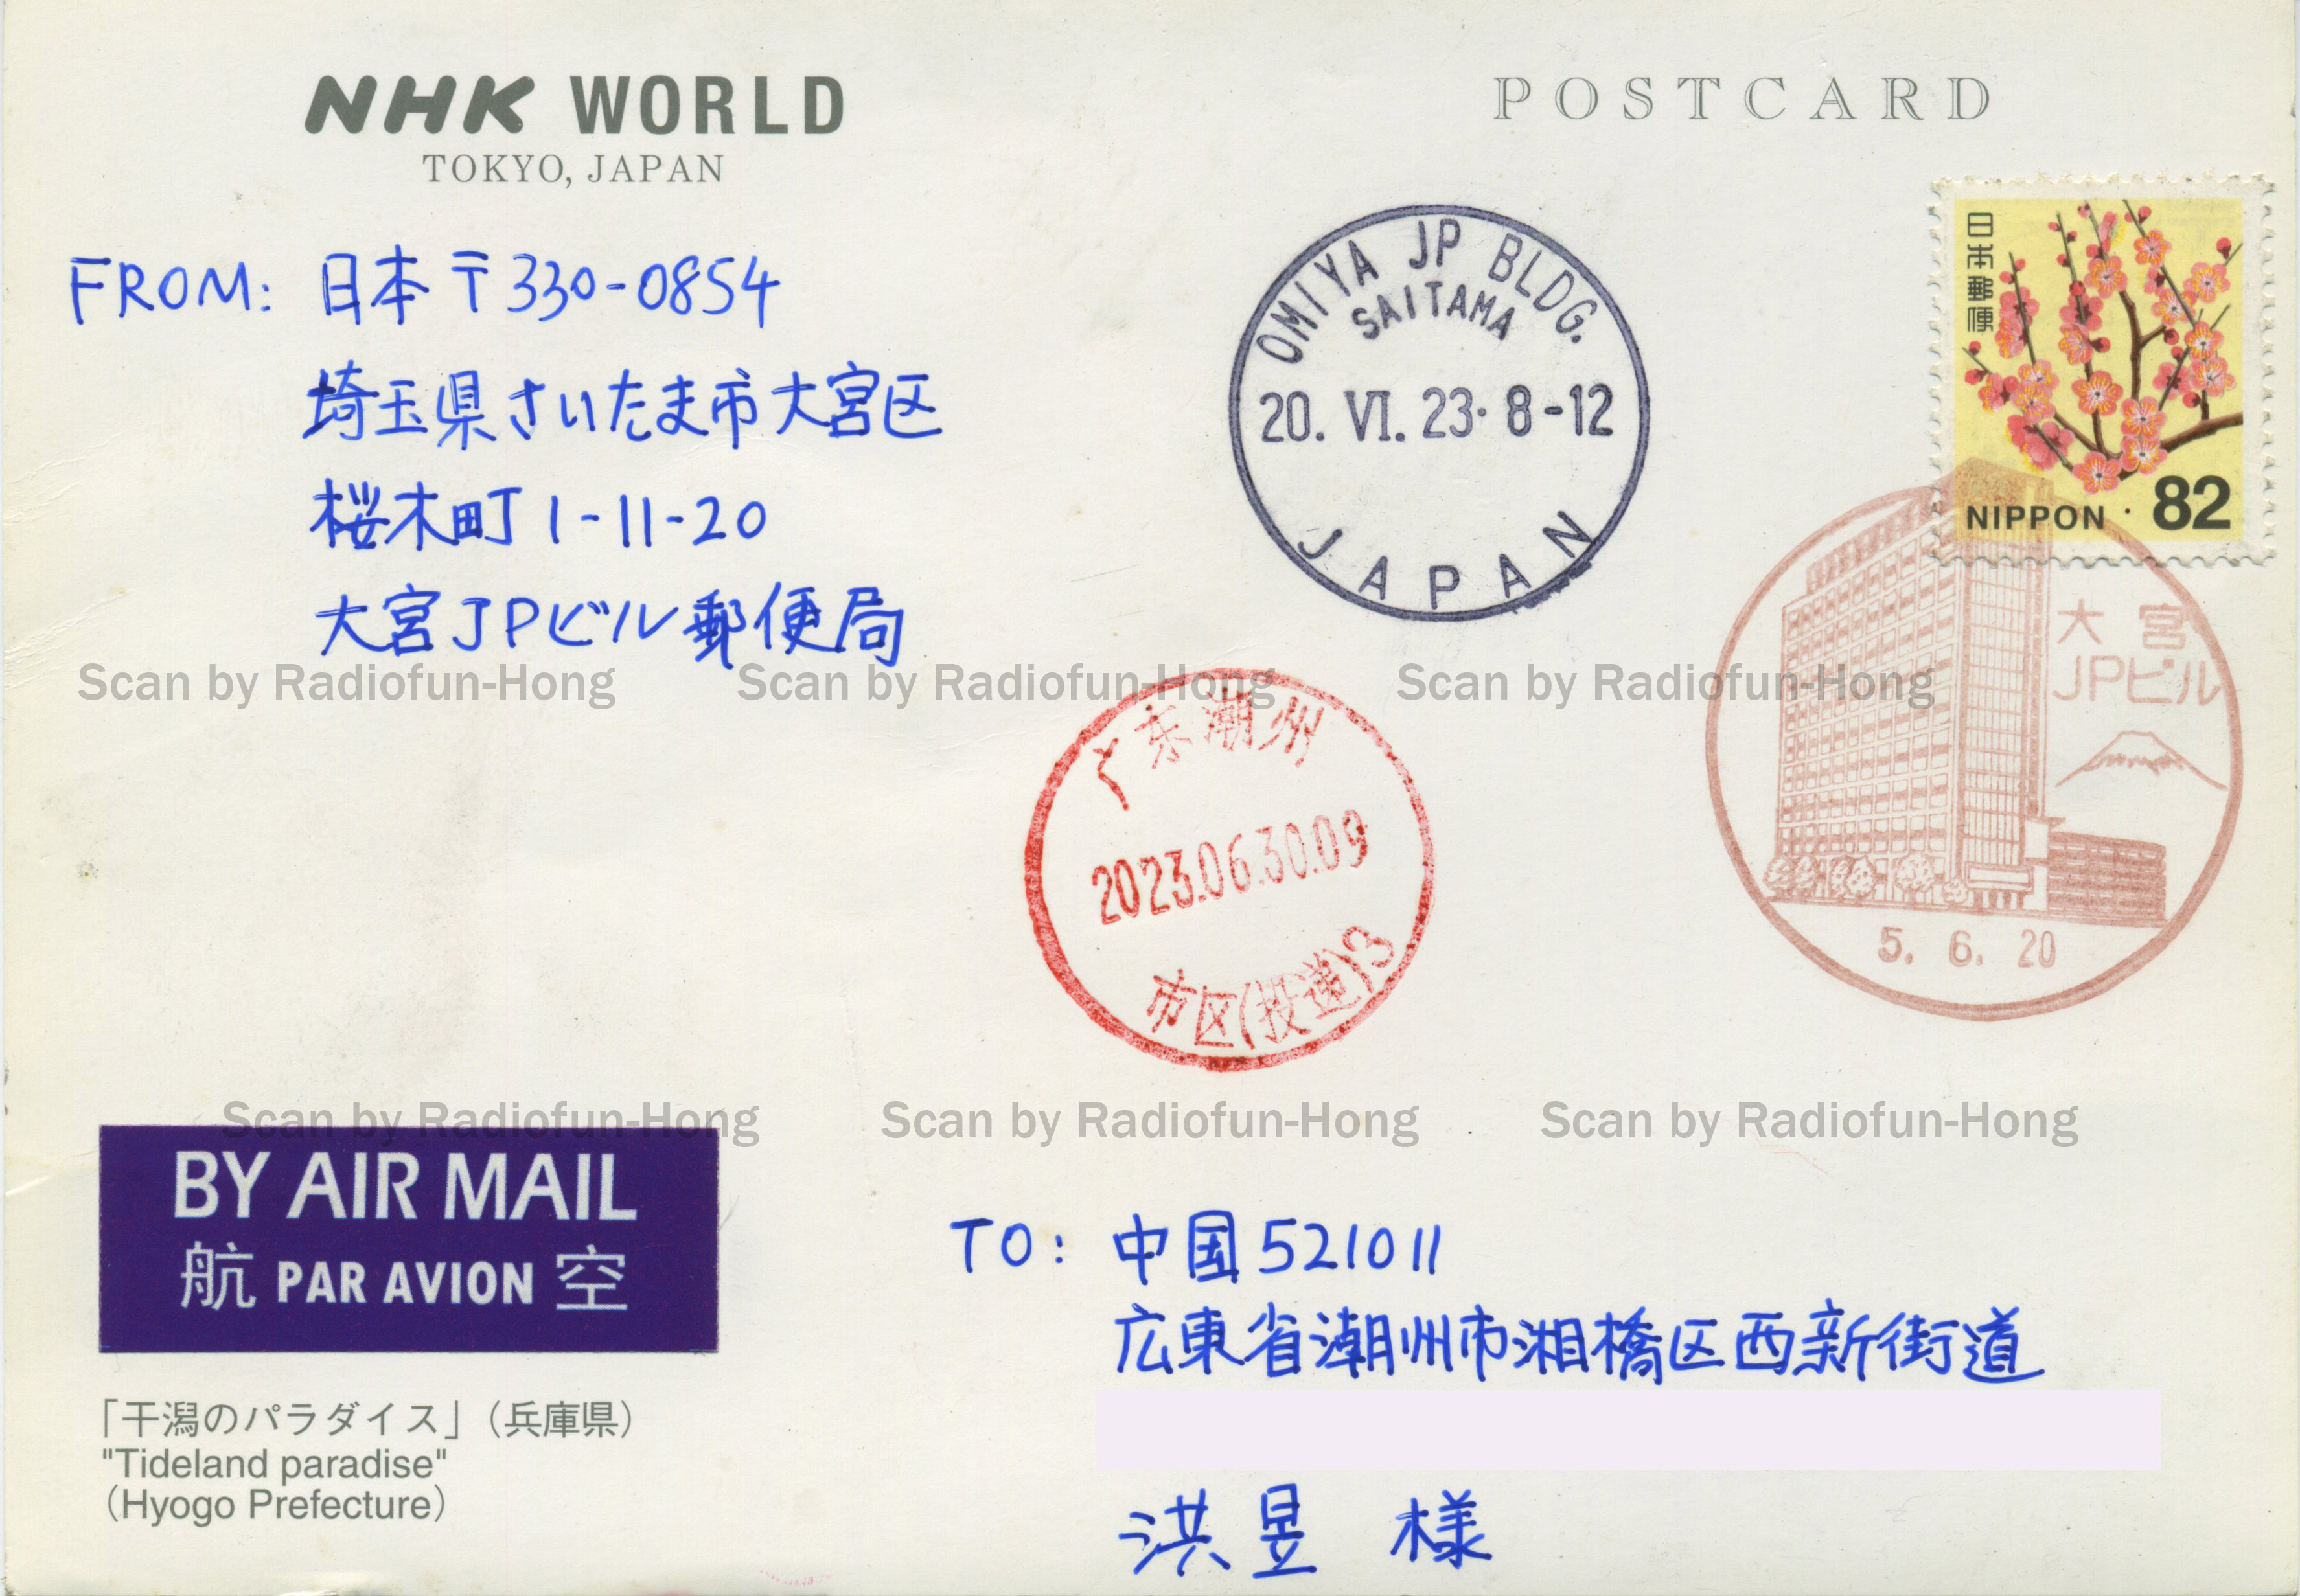 NHK WORLD
TOKYO, JAPAN
POSTCARD
FROM: 日本 〒330-0854
埼玉県さいたま市大宮区
桜木町1-11-20
大宮JPビル郵便局
OMIYA JP BLDG.
SAITAMA
20. VI. 23· 8-12
JAPAN
日本郵便
NIPPON · 82
大宮
JPビル
5. 6. 20
Scan by Radiofun-Hong Scan by Radiofun-Hong Scan by Radiofun-Hong
东潮州
2023.06.30.09
市区(投递)3
Scan by Radiofun-Hong Scan by Radiofun-Hong Scan by Radiofun-Hong
BY AIR MAIL
航 PAR AVION 空
「干潟のパラダイス」（兵庫県）
"Tideland paradise"
（Hyogo Prefecture）
TO: 中国 521011
広東省潮州市湘橋区西新街道
洪昱 様